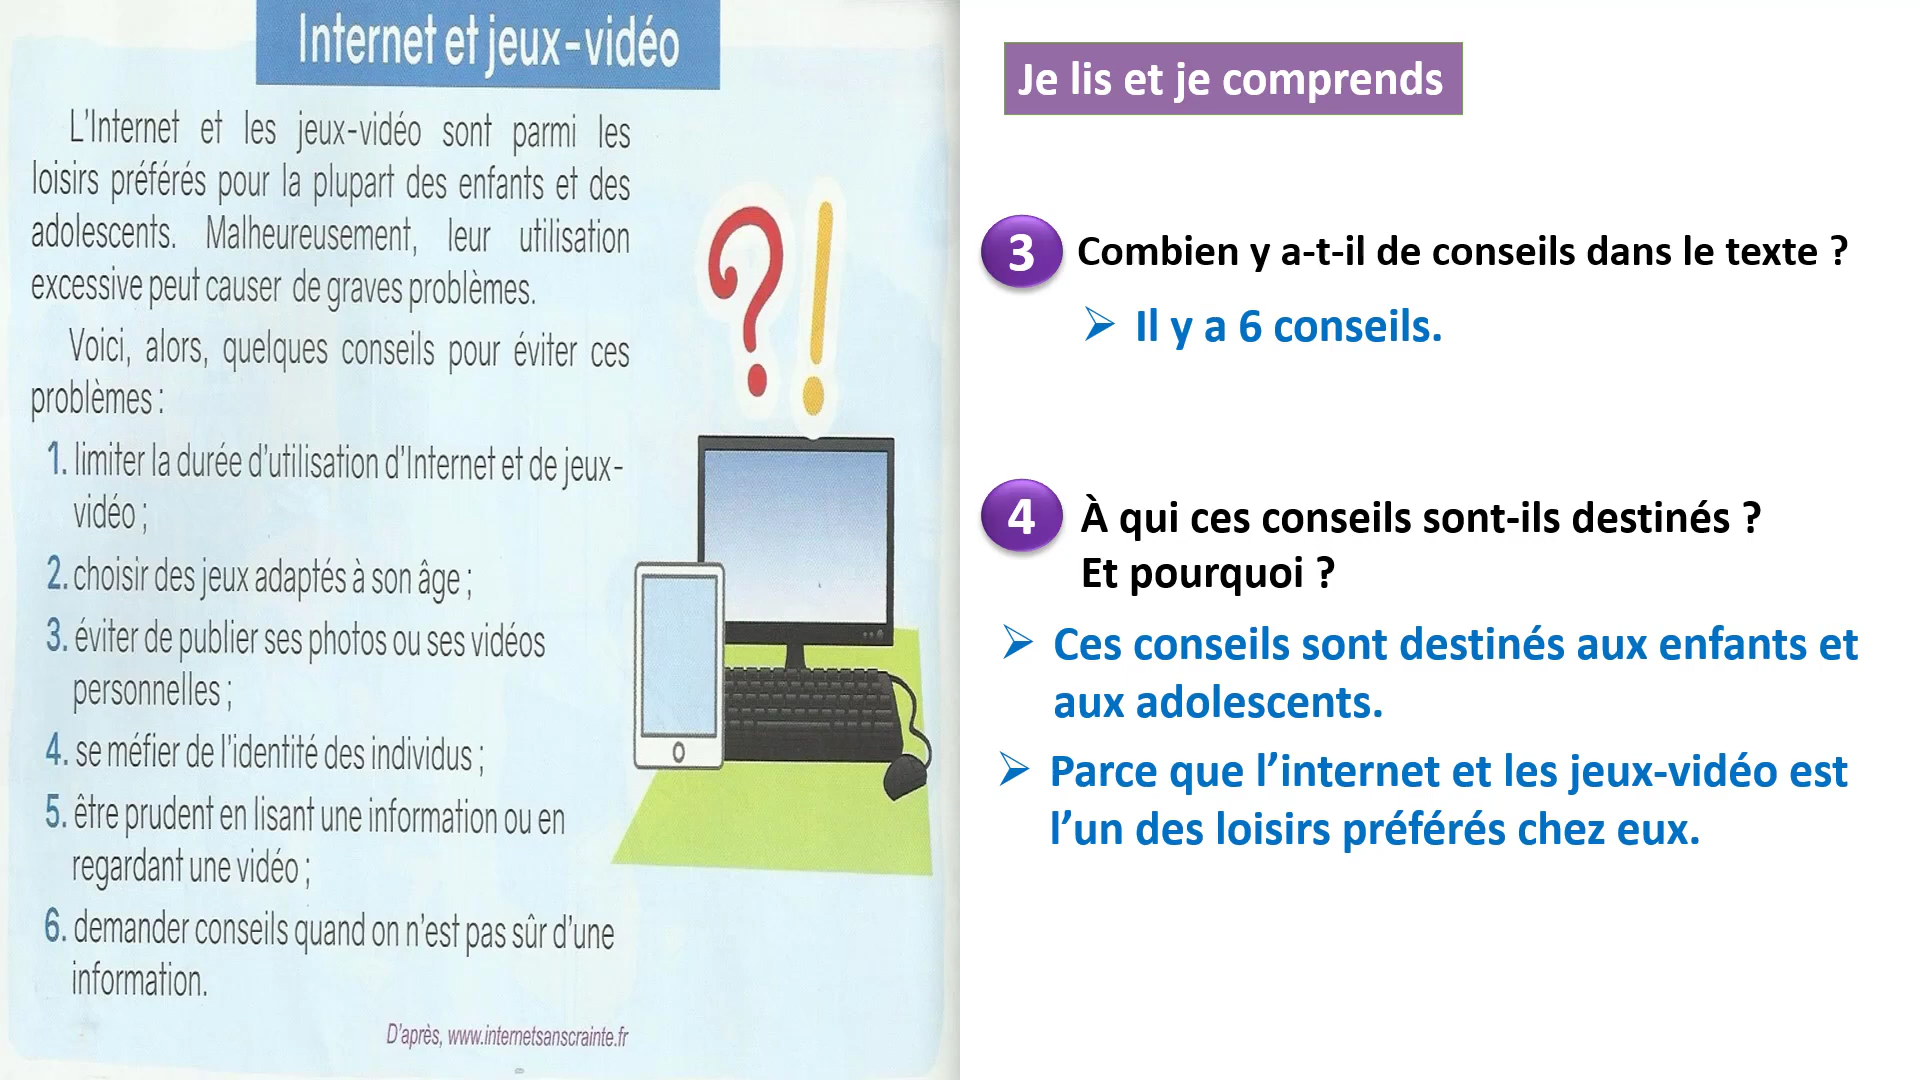 Internet et jeux-vidéo
L'Internet et les jeux-vidéo sont parmi les
loisirs préférés pour la plupart des enfants et des
adolescents. Malheureusement, leur utilisation
excessive peut causer de graves problèmes.
Voici, alors, quelques conseils pour éviter ces
problèmes :
1. limiter la durée d'utilisation d'Internet et de jeux-
vidéo ;
2. choisir des jeux adaptés à son âge ;
3. éviter de publier ses photos ou ses vidéos
personnelles ;
4. se méfier de l'identité des individus ;
5. être prudent en lisant une information ou en
regardant une vidéo ;
6. demander conseils quand on n'est pas sûr d'une
information.
D'après, www.internetsanscrainte.fr
Je lis et je comprends
3 Combien y a-t-il de conseils dans le texte ?
Il y a 6 conseils.
4 À qui ces conseils sont-ils destinés ?
Et pourquoi ?
Ces conseils sont destinés aux enfants et
aux adolescents.
Parce que l'internet et les jeux-vidéo est
l'un des loisirs préférés chez eux.